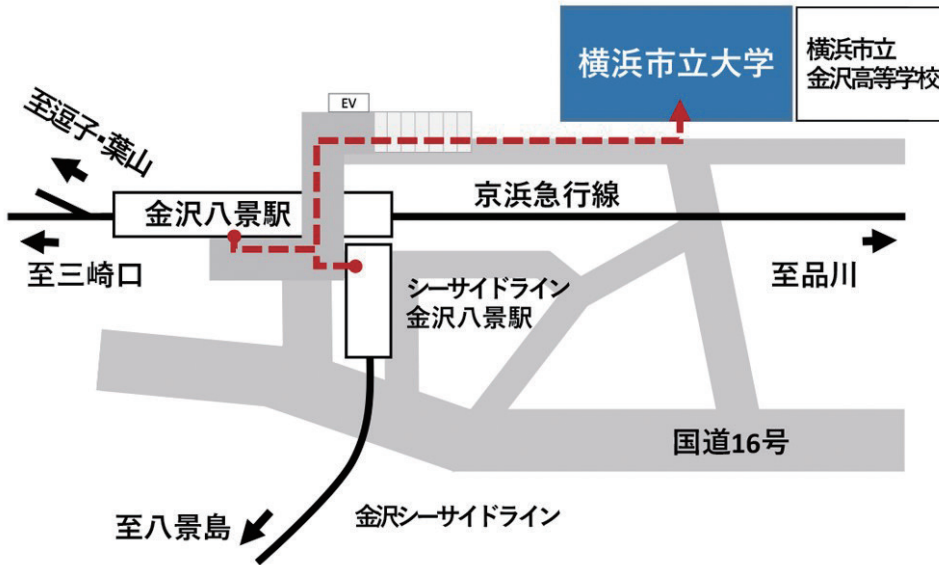 横浜市立大学
横浜市立
金沢高等学校
EV
至逗子・葉山
金沢八景駅
京浜急行線
至三崎口
シーサイドライン
金沢八景駅
至品川
国道16号
至八景島
金沢シーサイドライン